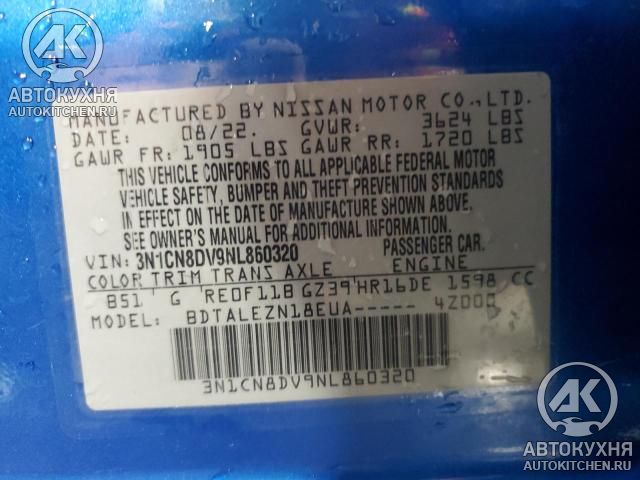 АК
АВТОКУХНЯ
AUTOKITCHEN.RU
MANUFACTURED BY NISSAN MOTOR CO.,LTD.
DATE: 08/22. GVWR: 3624 LBS
GAWR FR: 1905 LBS GAWR RR: 1720 LBS
THIS VEHICLE CONFORMS TO ALL APPLICABLE FEDERAL MOTOR
VEHICLE SAFETY, BUMPER AND THEFT PREVENTION STANDARDS
IN EFFECT ON THE DATE OF MANUFACTURE SHOWN ABOVE.
SEE OWNER'S MANUAL FOR ADDITIONAL INFORMATION.
VIN: 3N1CN8DV9NL860320 PASSENGER CAR.
COLOR TRIM TRANS AXLE ENGINE
B51 G RE0F11B GZ39 HR16DE 1598 CC
MODEL: BDTALEZN18EUA----- 4Z000
3N1CN8DV9NL860320
АК
АВТОКУХНЯ
AUTOKITCHEN.RU